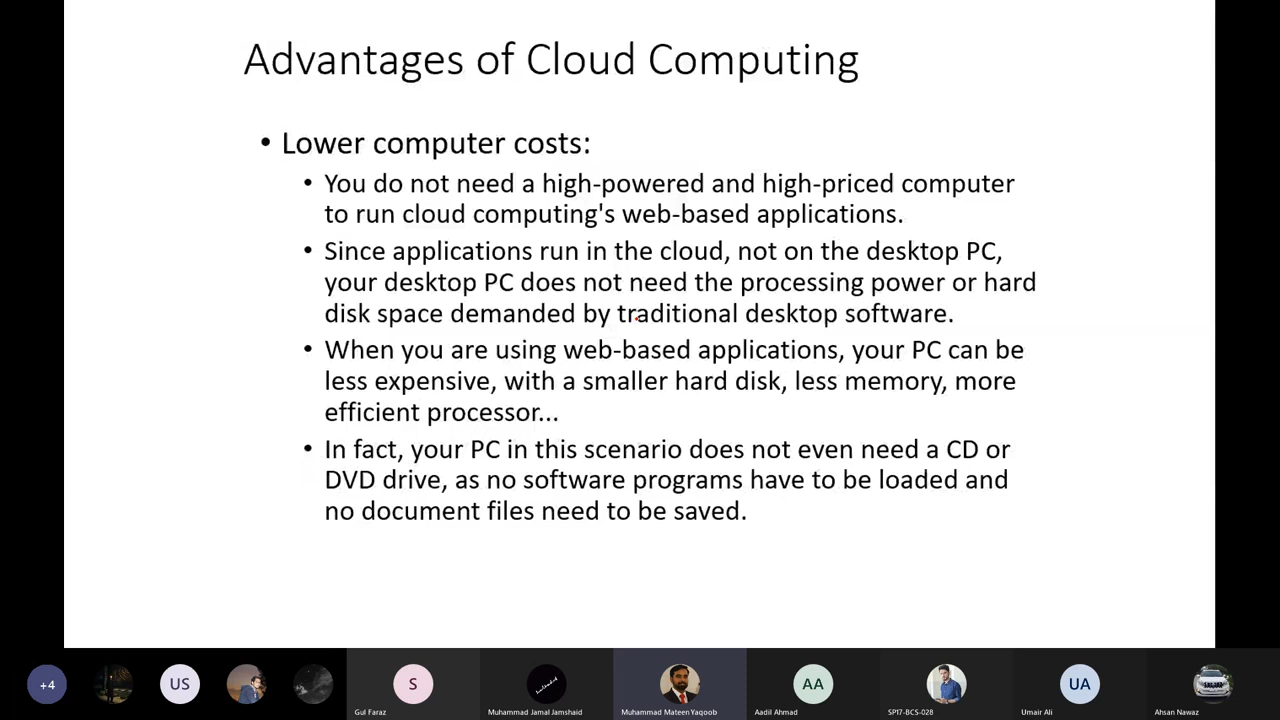 Advantages of Cloud Computing
• Lower computer costs:
• You do not need a high-powered and high-priced computer
to run cloud computing's web-based applications.
• Since applications run in the cloud, not on the desktop PC,
your desktop PC does not need the processing power or hard
disk space demanded by traditional desktop software.
• When you are using web-based applications, your PC can be
less expensive, with a smaller hard disk, less memory, more
efficient processor...
• In fact, your PC in this scenario does not even need a CD or
DVD drive, as no software programs have to be loaded and
no document files need to be saved.
+4
US
S
AA
UA
Gul Faraz
Muhammad Jamal Jamshaid
Muhammad Mateen Yaqoob
Aadil Ahmad
SP17-BCS-028
Umair Ali
Ahsan Nawaz